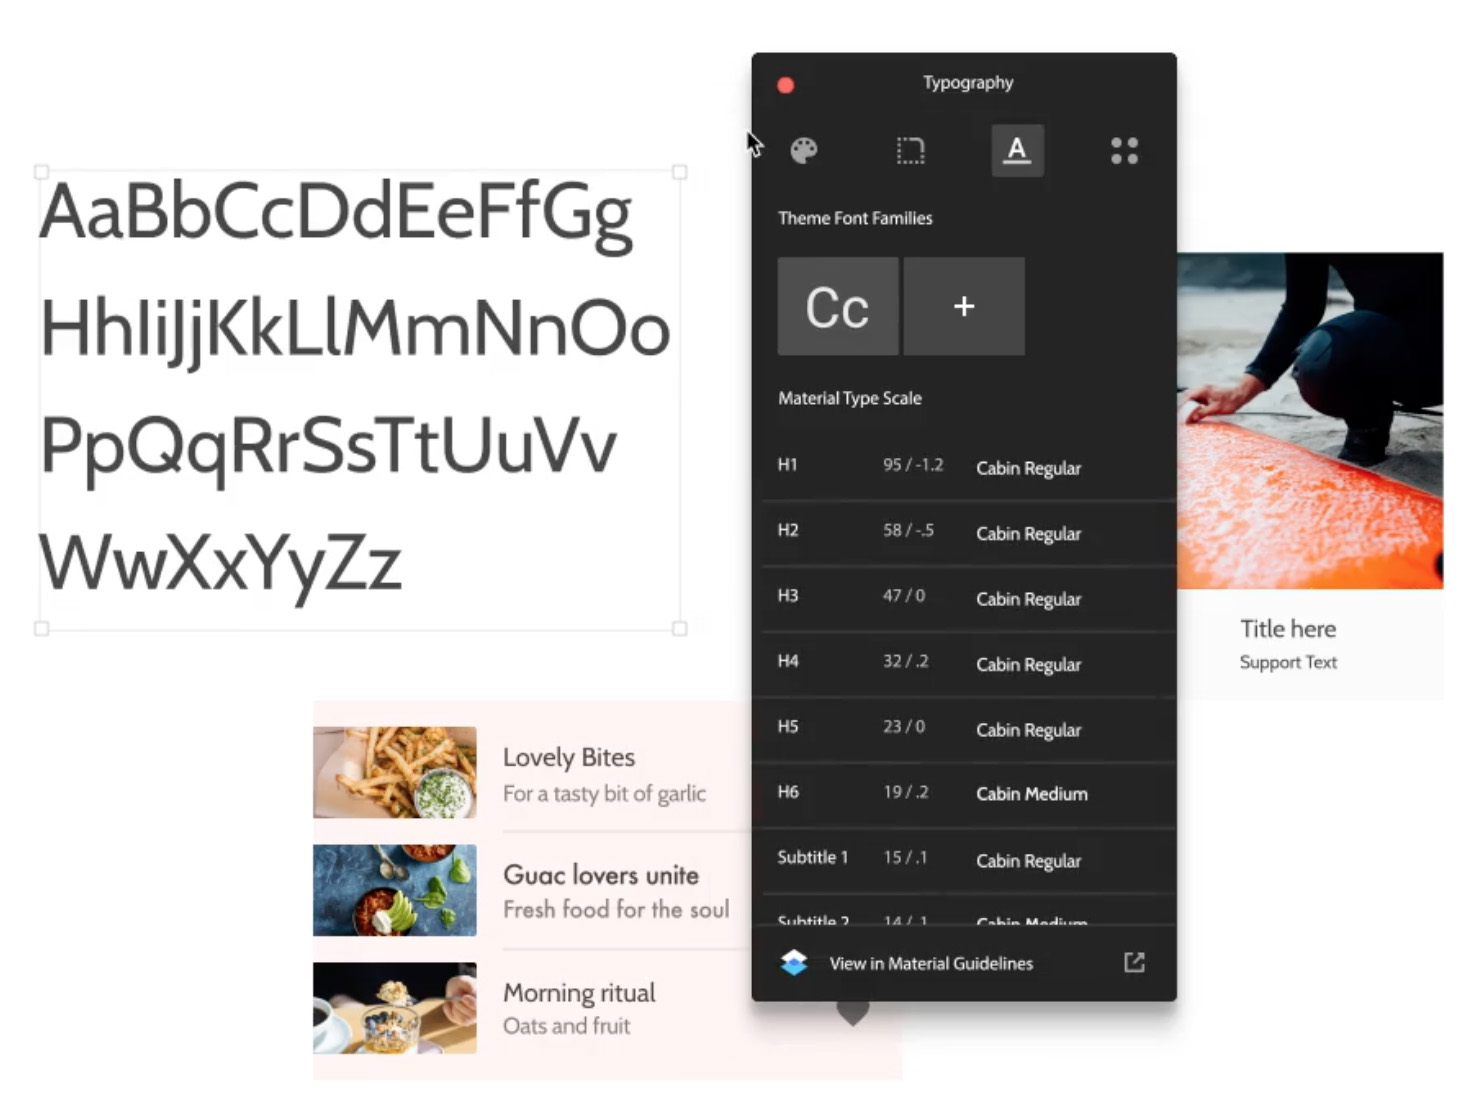 AaBbCcDdEeFfGg
HhIiJjKkLlMmNnOo
PpQqRrSsTtUuVv
WwXxYyZz
Typography
A
Theme Font Families
Cc
+
Material Type Scale
H1 95 / -1.2 Cabin Regular
H2 58 / -.5 Cabin Regular
H3 47 / 0 Cabin Regular
H4 32 / .2 Cabin Regular
H5 23 / 0 Cabin Regular
H6 19 / .2 Cabin Medium
Subtitle 1 15 / .1 Cabin Regular
Subtitle 2 14 / .1 Cabin Medium
View in Material Guidelines
Title here
Support Text
Lovely Bites
For a tasty bit of garlic
Guac lovers unite
Fresh food for the soul
Morning ritual
Oats and fruit